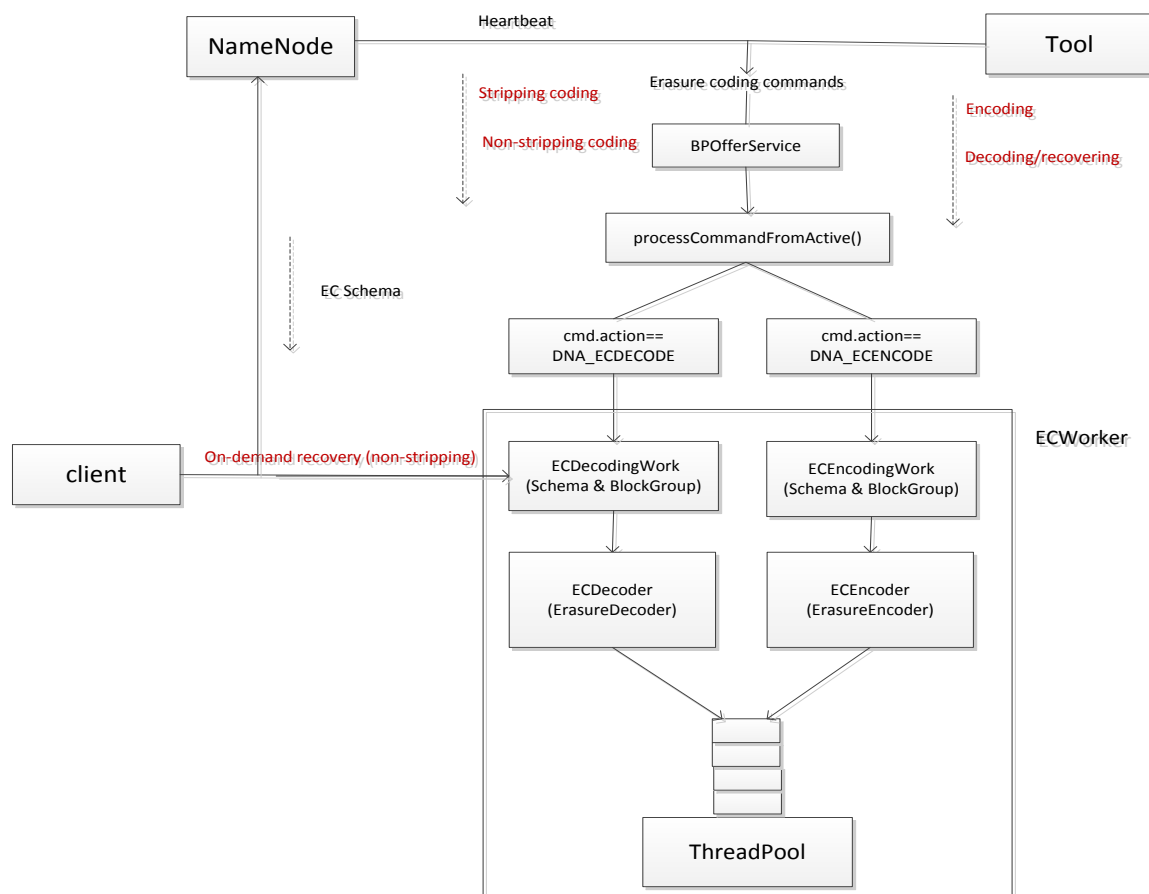 Heartbeat
NameNode
Tool
Stripping coding
Erasure coding commands
Encoding
Non-stripping coding
BPOfferService
Decoding/recovering
processCommandFromActive()
EC Schema
cmd.action==
DNA_ECDECODE
cmd.action==
DNA_ECENCODE
ECWorker
client
On-demand recovery (non-stripping)
ECDecodingWork
(Schema & BlockGroup)
ECEncodingWork
(Schema & BlockGroup)
ECDecoder
(ErasureDecoder)
ECEncoder
(ErasureEncoder)
ThreadPool